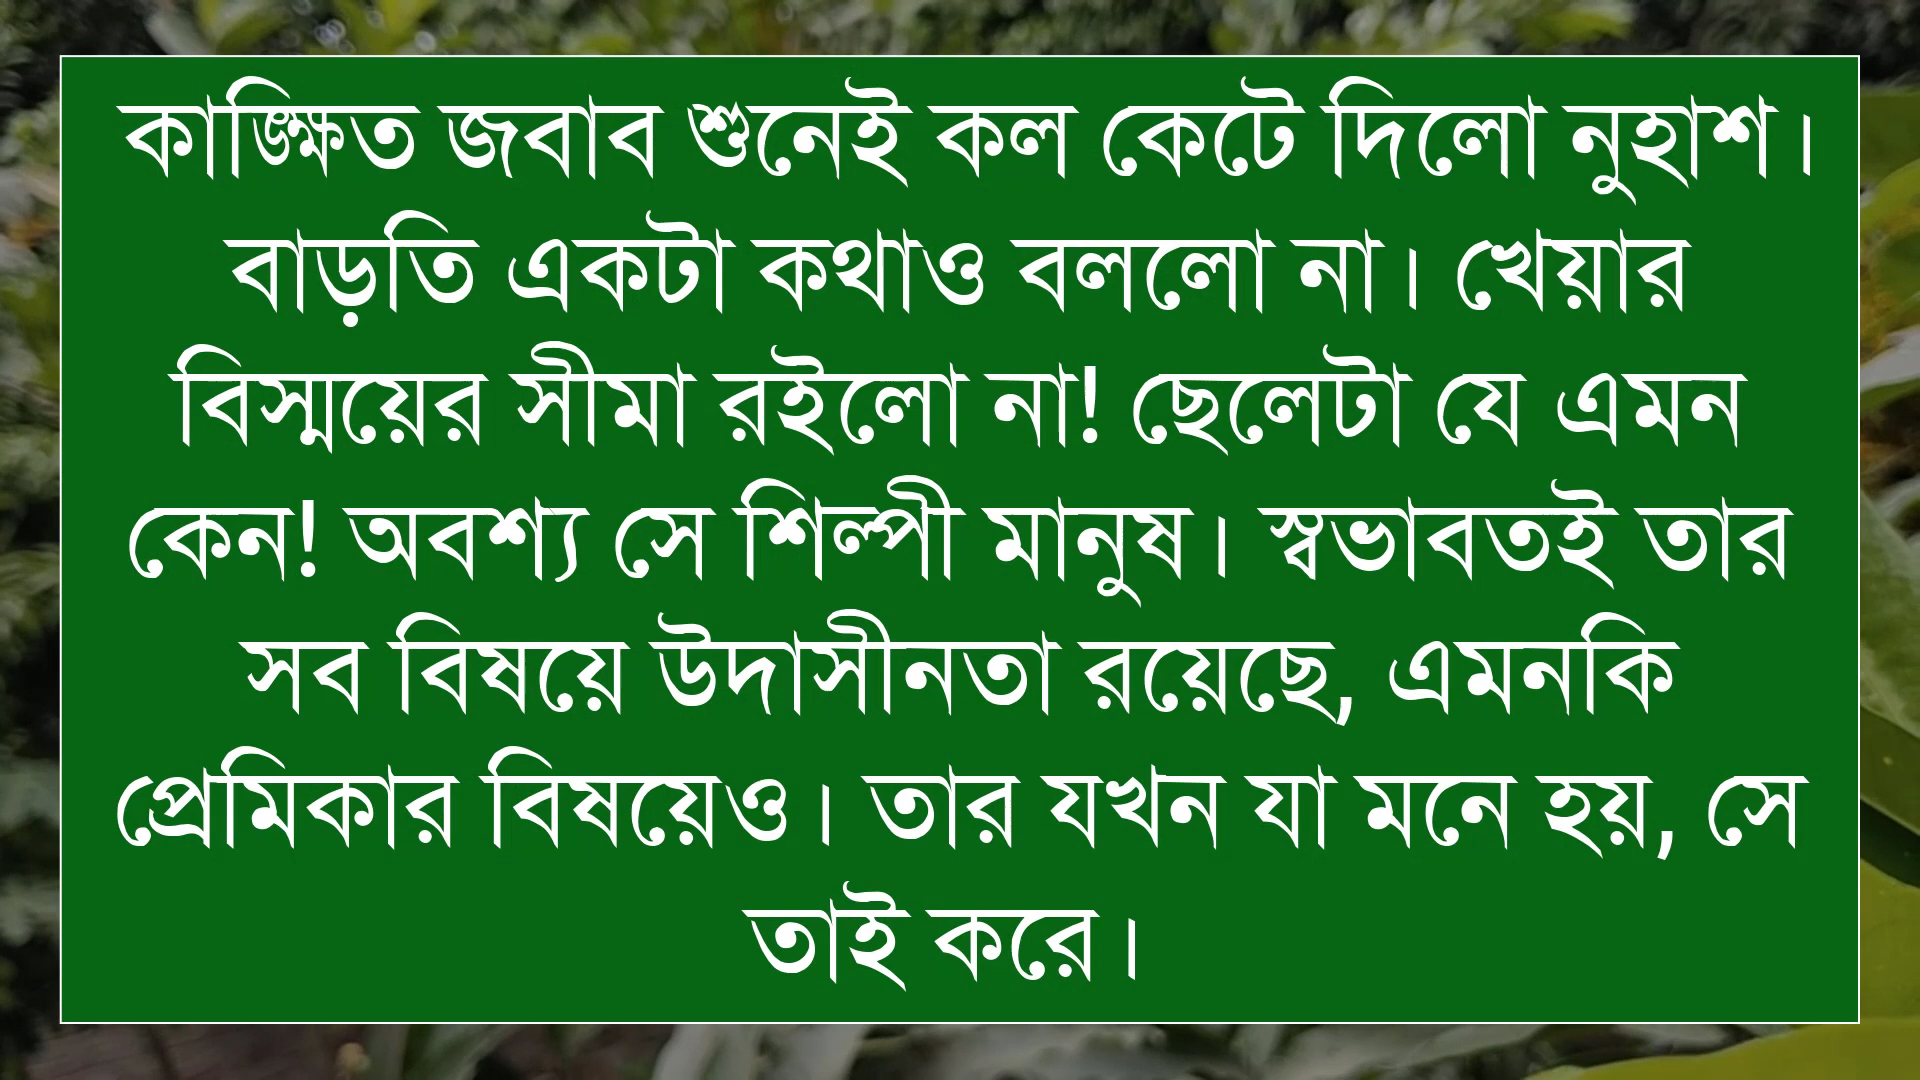 কাঙ্ক্ষিত জবাব শুনেই কল কেটে দিলো নুহাশ।
বাড়তি একটা কথাও বললো না। খেয়ার
বিস্ময়ের সীমা রইলো না! ছেলেটা যে এমন
কেন! অবশ্য সে শিল্পী মানুষ। স্বভাবতই তার
সব বিষয়ে উদাসীনতা রয়েছে, এমনকি
প্রেমিকার বিষয়েও। তার যখন যা মনে হয়, সে
তাই করে।